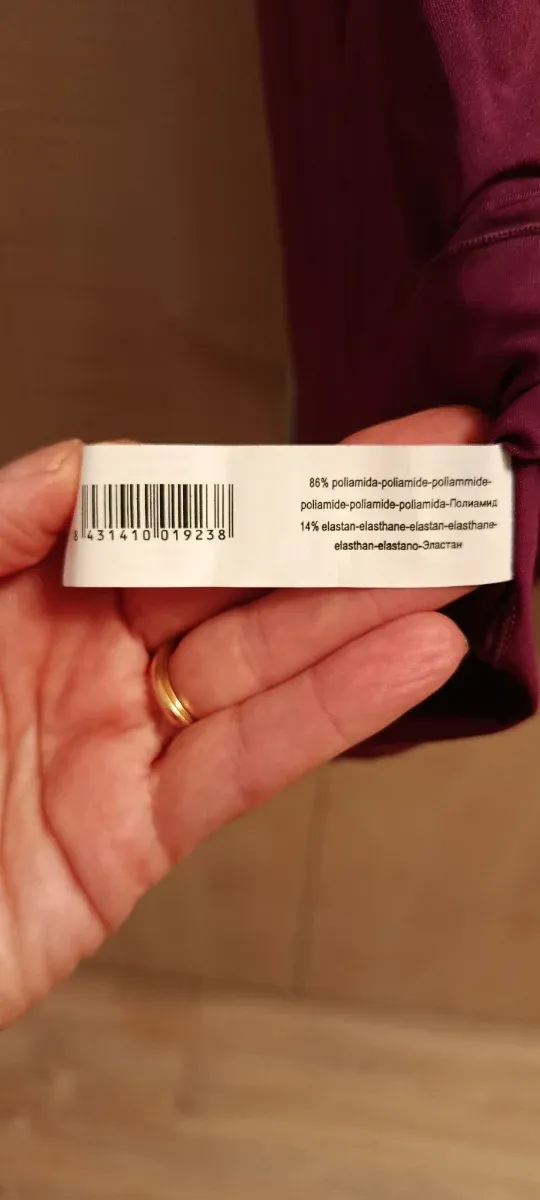 8 431410 019238
86% poliamida-poliamide-poliammide-
poliamide-poliamide-poliamida-Полиамид
14% elastan-elasthane-elastan-elasthane-
elasthan-elastano-Эластан